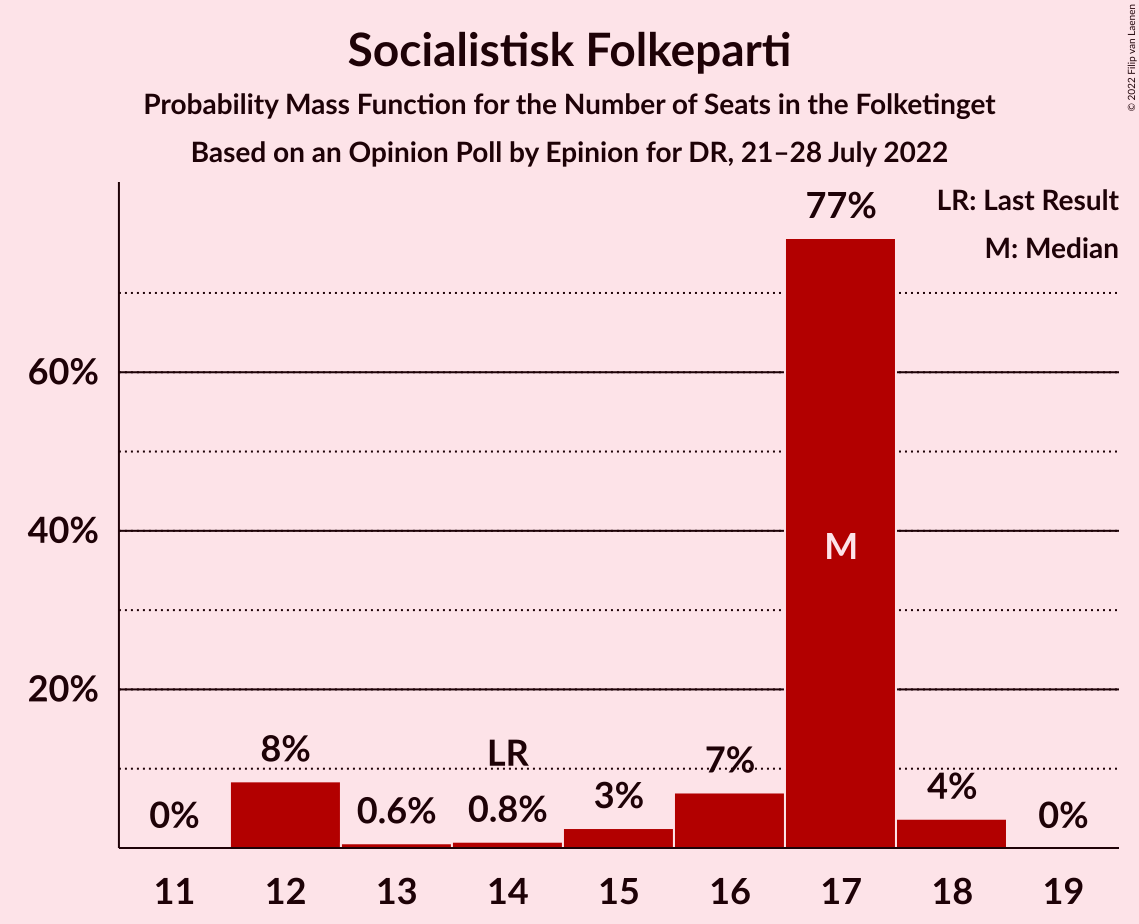 Socialistisk Folkeparti
Probability Mass Function for the Number of Seats in the Folketinget
Based on an Opinion Poll by Epinion for DR, 21–28 July 2022
© 2022 Filip van Laenen
LR: Last Result
M: Median
77%
60%
40%
20%
M
0%
8%
0.6%
LR
0.8%
3%
7%
4%
0%
11 12 13 14 15 16 17 18 19